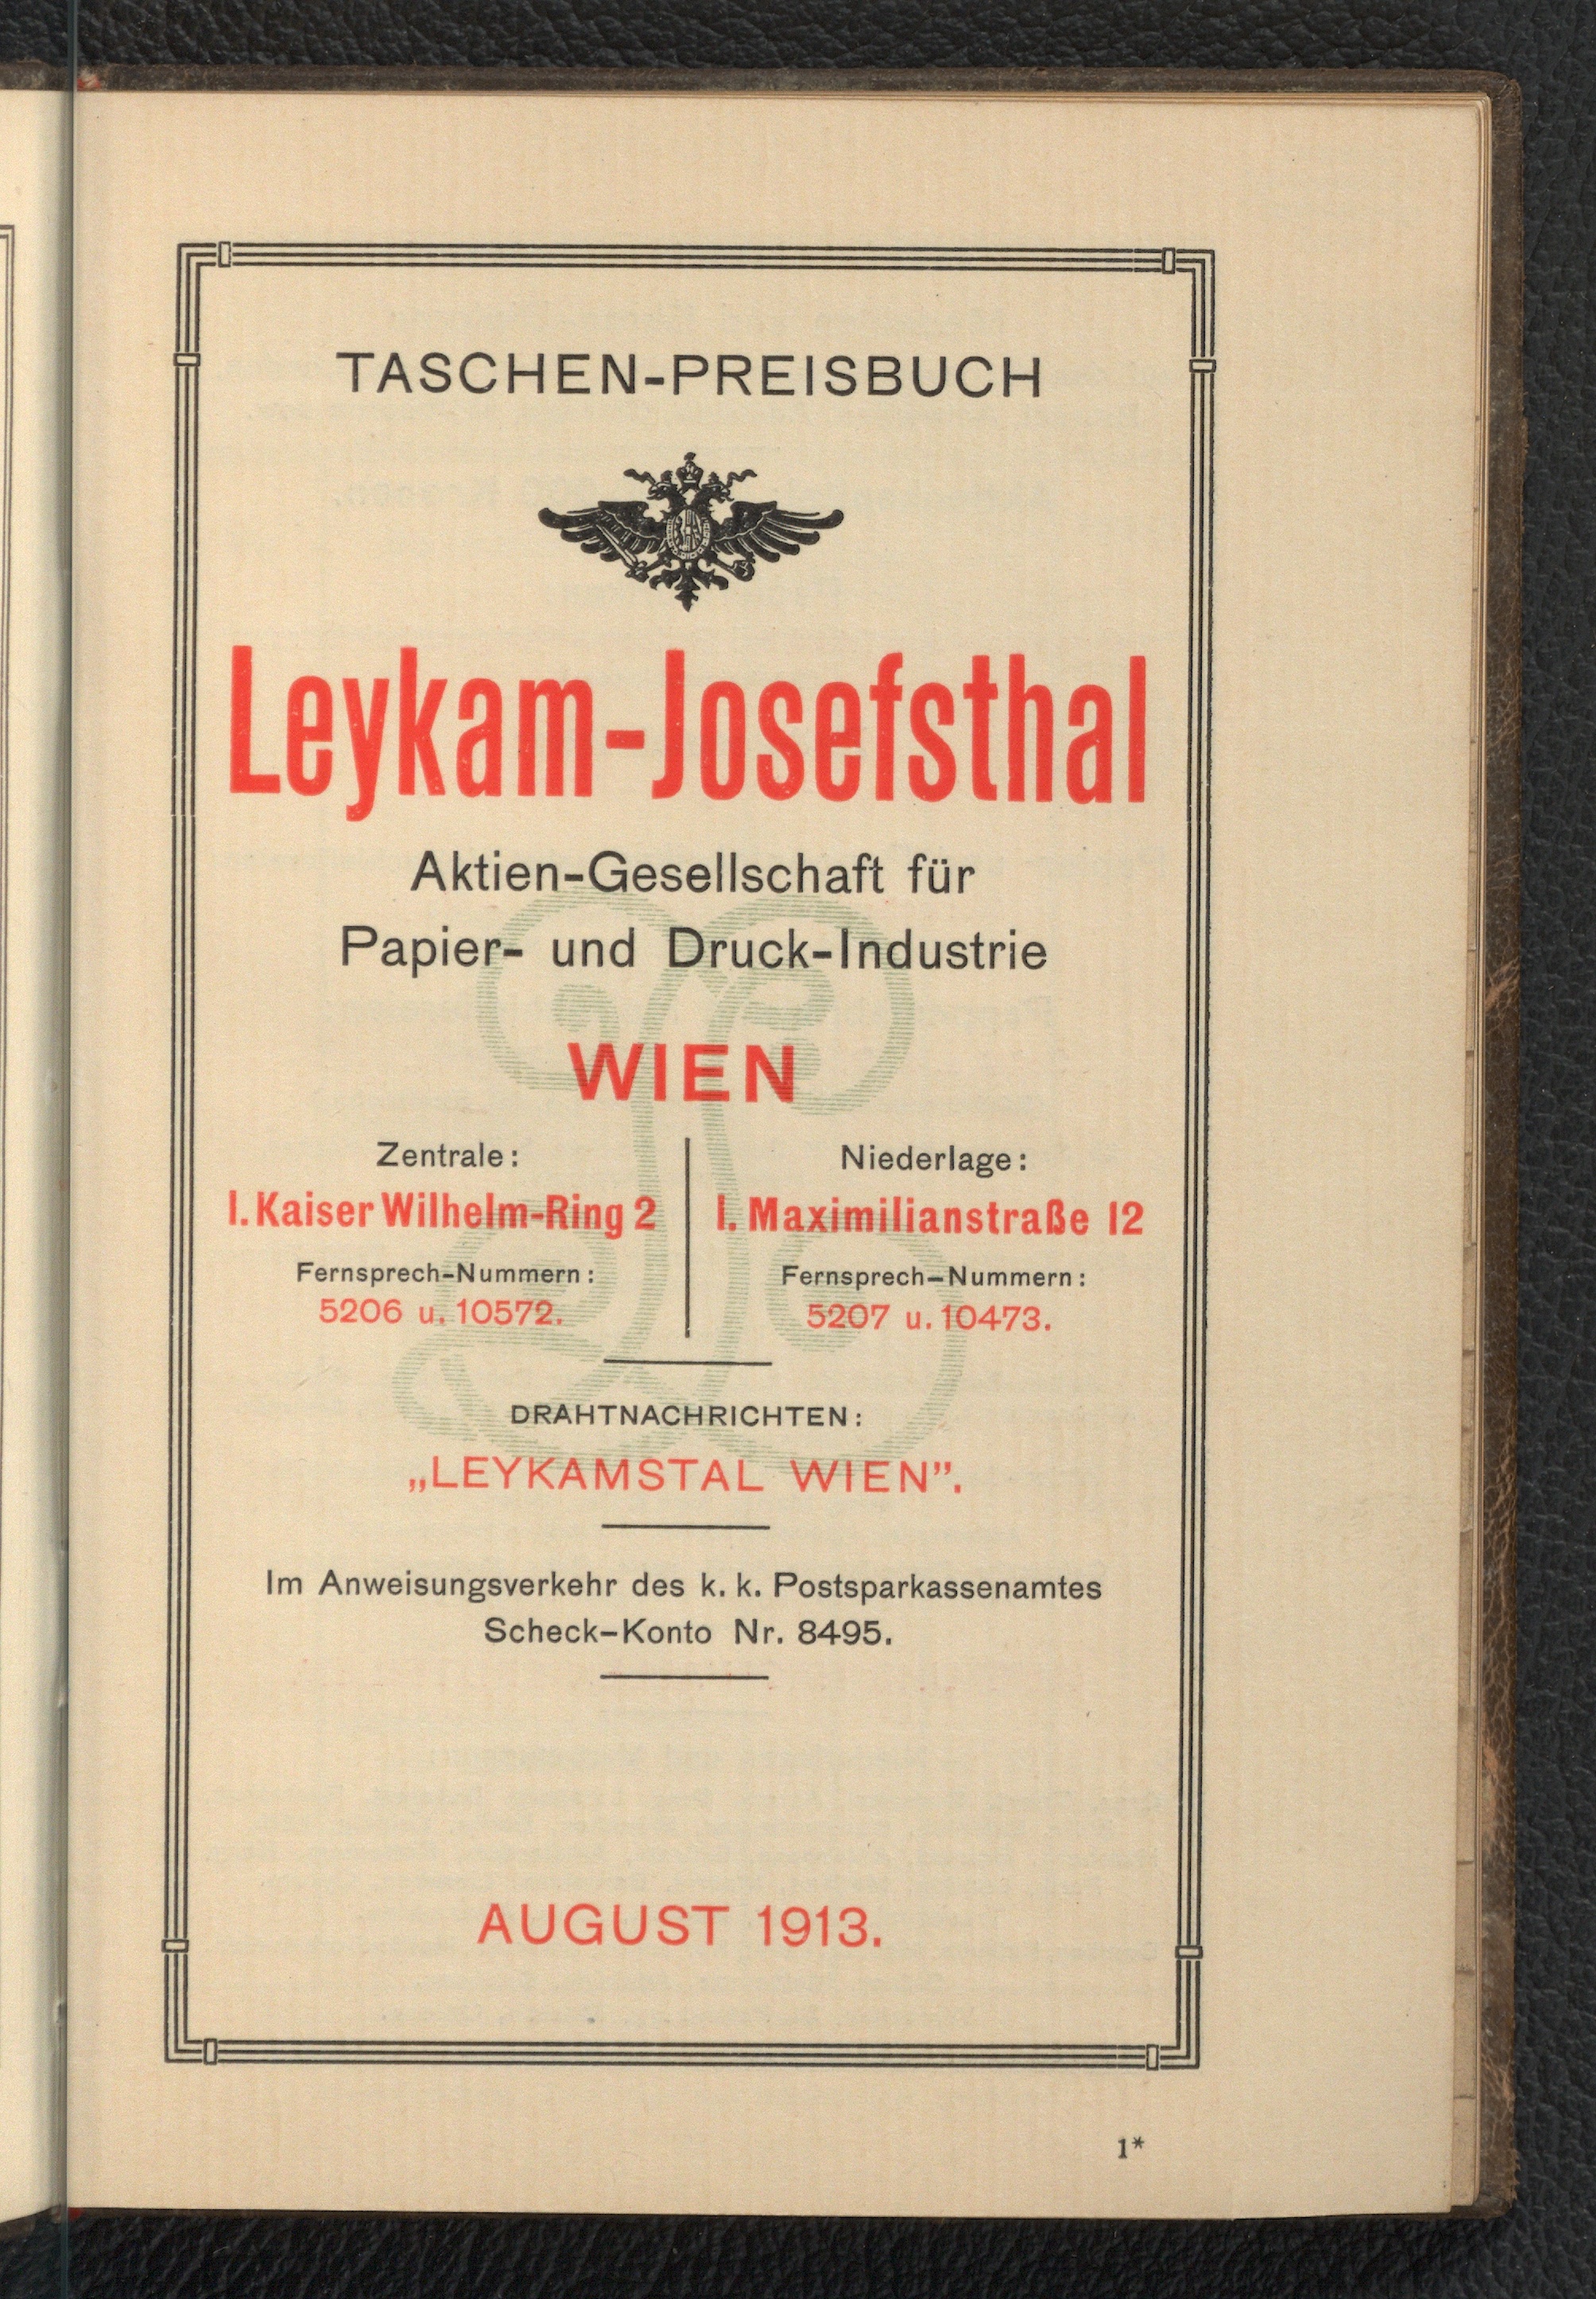 TASCHEN-PREISBUCH
Leykam-Josefsthal
Aktien-Gesellschaft für
Papier- und Druck-Industrie
WIEN
Zentrale:
I. Kaiser Wilhelm-Ring 2
Fernsprech-Nummern:
5206 u. 10572.
Niederlage:
I. Maximilianstraße 12
Fernsprech-Nummern:
5207 u. 10473.
DRAHTNACHRICHTEN:
„LEYKAMSTAL WIEN”.
Im Anweisungsverkehr des k. k. Postsparkassenamtes
Scheck-Konto Nr. 8495.
AUGUST 1913.
1*